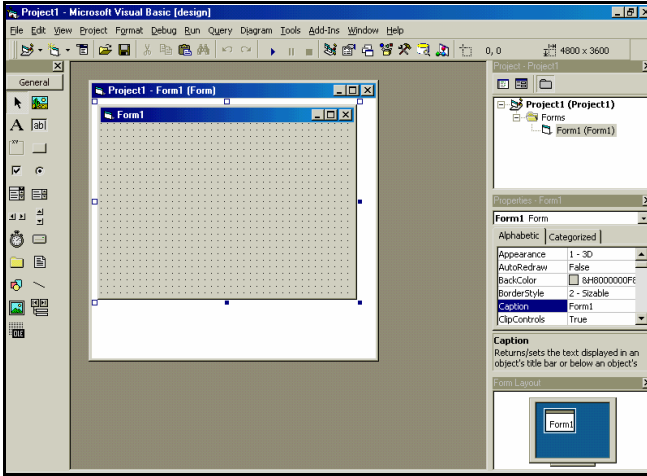 Project1 - Microsoft Visual Basic [design]
File Edit View Project Format Debug Run Query Diagram Tools Add-Ins Window Help
0, 0 4800 x 3600
General
A ab|
xy
OLE
Project1 - Form1 (Form)
Form1
Project - Project1
Project1 (Project1)
Forms
Form1 (Form1)
Properties - Form1
Form1 Form
Alphabetic Categorized
Appearance 1 - 3D
AutoRedraw False
BackColor &H8000000F&
BorderStyle 2 - Sizable
Caption Form1
ClipControls True
Caption
Returns/sets the text displayed in an
object's title bar or below an object's
Form Layout
Form1